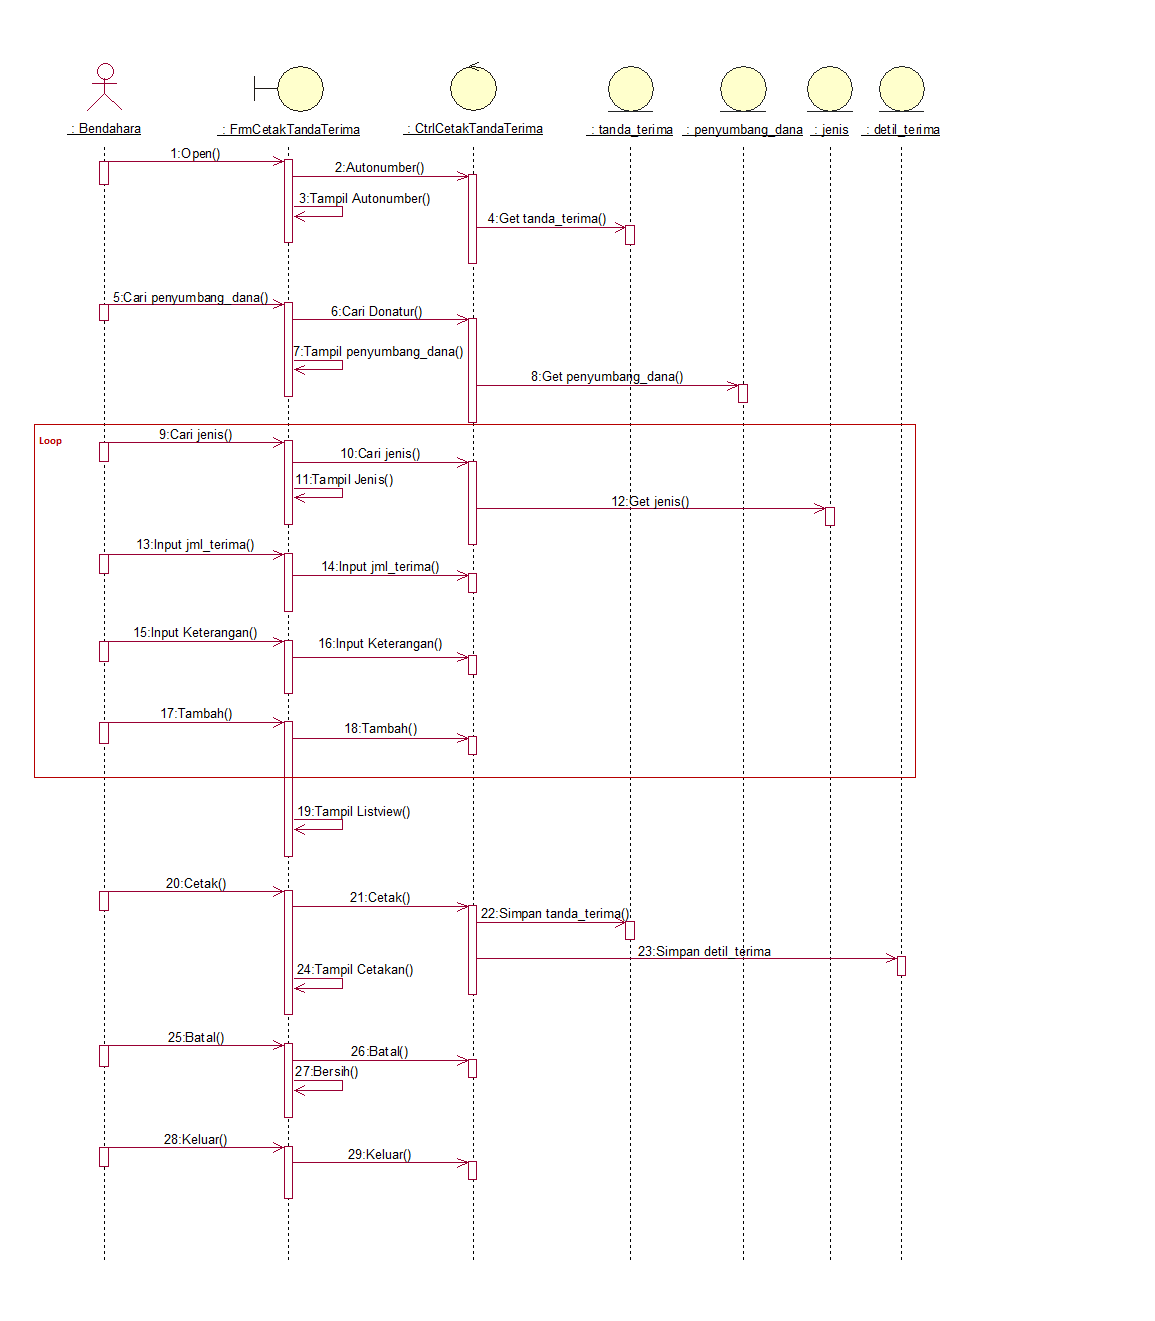 : Bendahara
: FrmCetakTandaTerima
: CtrlCetakTandaTerima
: tanda_terima
: penyumbang_dana
: jenis
: detil_terima
1:Open()
2:Autonumber()
3:Tampil Autonumber()
4:Get tanda_terima()
5:Cari penyumbang_dana()
6:Cari Donatur()
7:Tampil penyumbang_dana()
8:Get penyumbang_dana()
Loop
9:Cari jenis()
10:Cari jenis()
11:Tampil Jenis()
12:Get jenis()
13:Input jml_terima()
14:Input jml_terima()
15:Input Keterangan()
16:Input Keterangan()
17:Tambah()
18:Tambah()
19:Tampil Listview()
20:Cetak()
21:Cetak()
22:Simpan tanda_terima()
23:Simpan detil_terima
24:Tampil Cetakan()
25:Batal()
26:Batal()
27:Bersih()
28:Keluar()
29:Keluar()